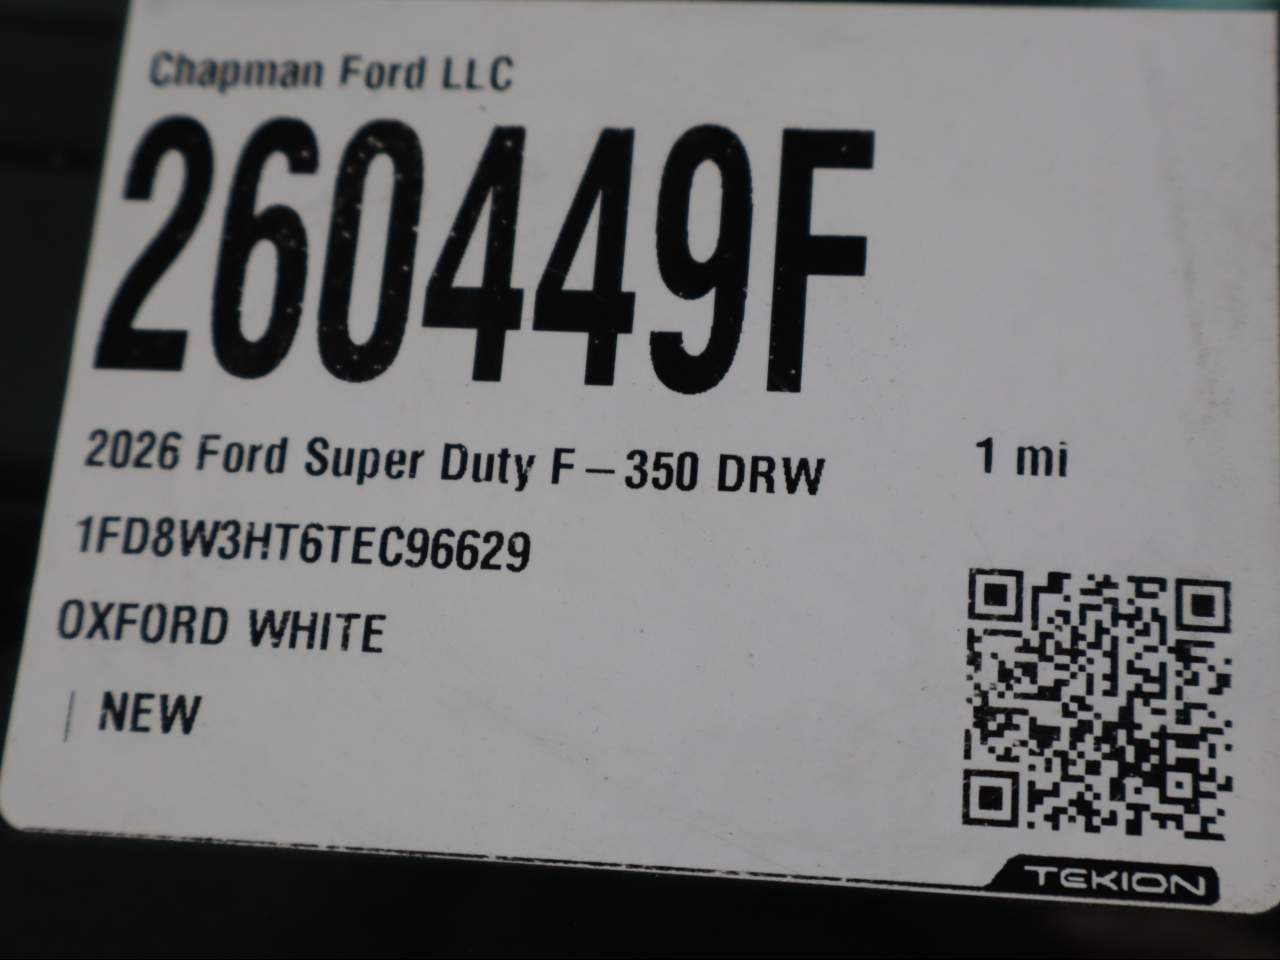 Chapman Ford LLC
260449F
2026 Ford Super Duty F-350 DRW 1 mi
1FD8W3HT6TEC96629
OXFORD WHITE
| NEW
TEKION